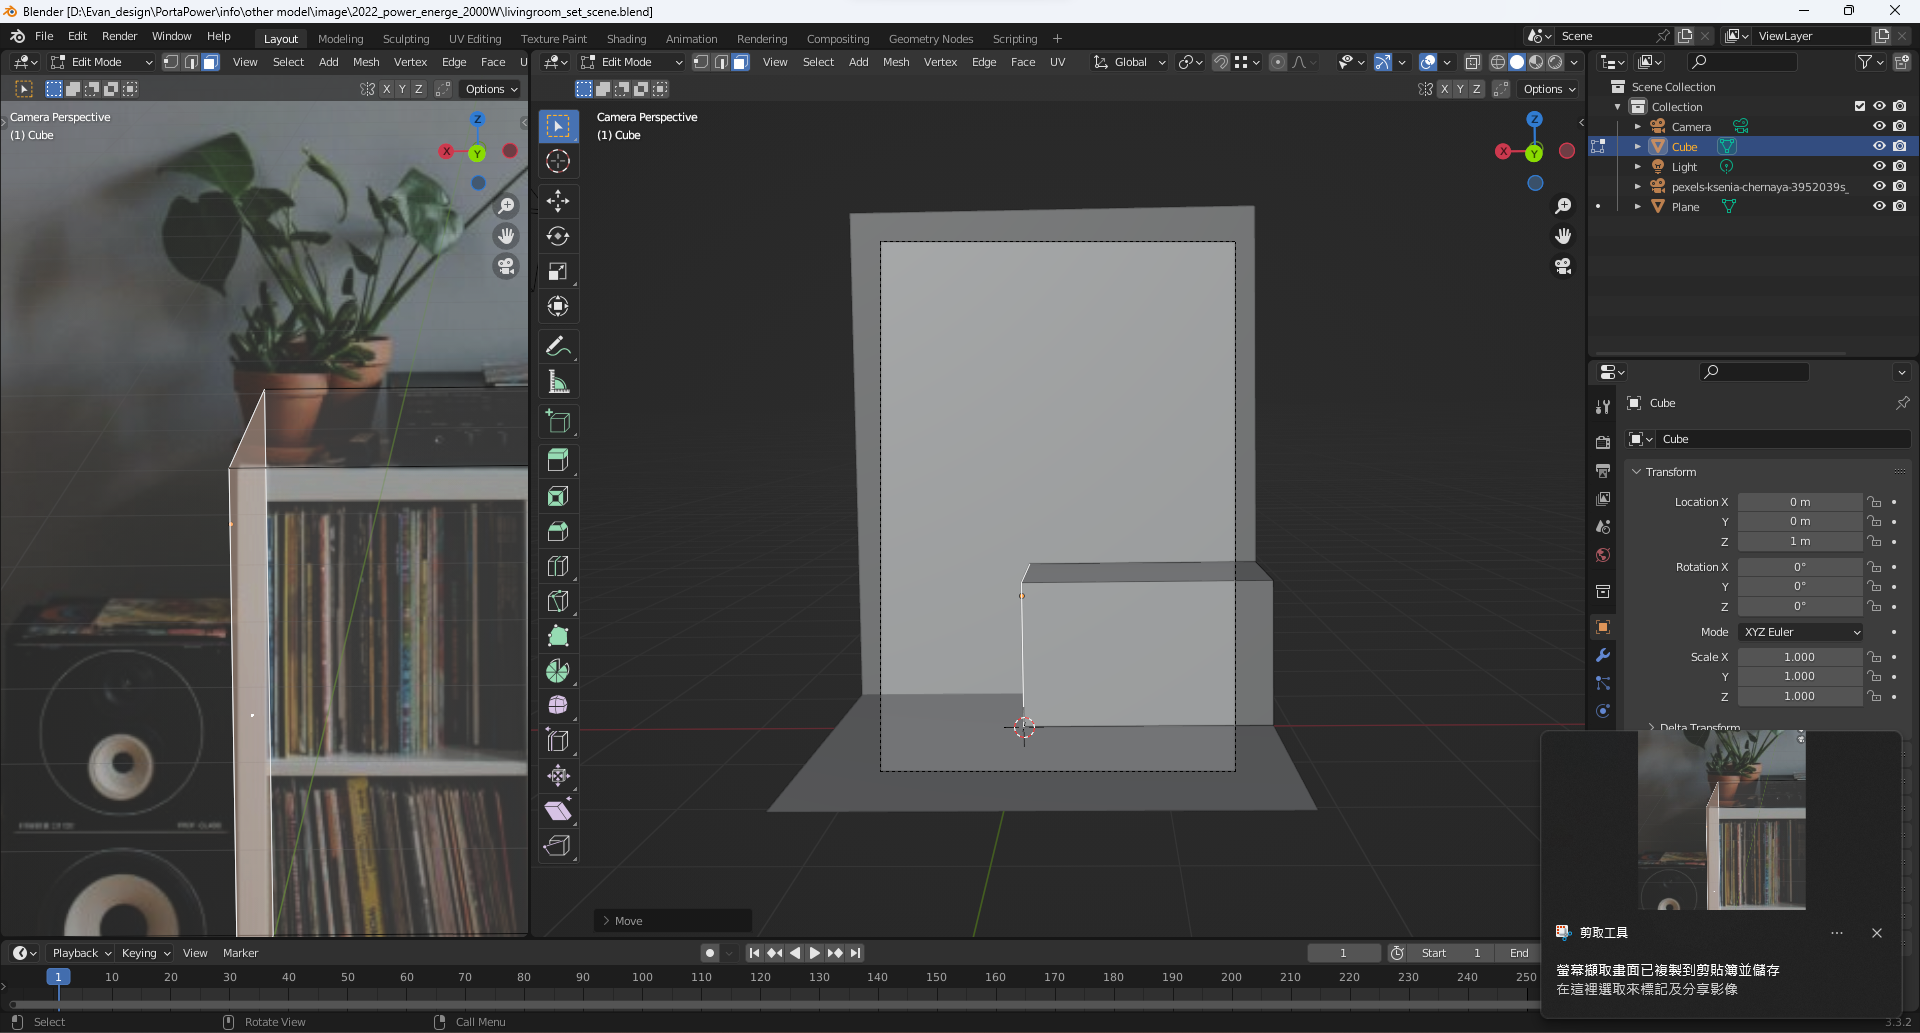 Blender [D:\Evan_design\PortaPower\info\other model\image\2022_power_energe_2000W\livingroom_set_scene.blend]
File Edit Render Window Help Layout Modeling Sculpting UV Editing Texture Paint Shading Animation Rendering Compositing Geometry Nodes Scripting + Scene ViewLayer
Edit Mode View Select Add Mesh Vertex Edge Face U
Edit Mode View Select Add Mesh Vertex Edge Face UV Global
X Y Z Options
X Y Z Options
Camera Perspective
(1) Cube
Z
X
Y
Camera Perspective
(1) Cube
Z
X
Y
Move
Scene Collection
Collection
Camera
Cube
Light
pexels-ksenia-chernaya-3952039s_
Plane
Cube
Cube
Transform
Location X 0 m
Y 0 m
Z 1 m
Rotation X 0°
Y 0°
Z 0°
Mode XYZ Euler
Scale X 1.000
Y 1.000
Z 1.000
Delta Transform
剪取工具
螢幕擷取畫面已複製到剪貼簿並儲存
在這裡選取來標記及分享影像
Playback Keying View Marker 1 Start 1 End
1 10 20 30 40 50 60 70 80 90 100 110 120 130 140 150 160 170 180 190 200 210 220 230 240 250
Select Rotate View Call Menu 3.3.2